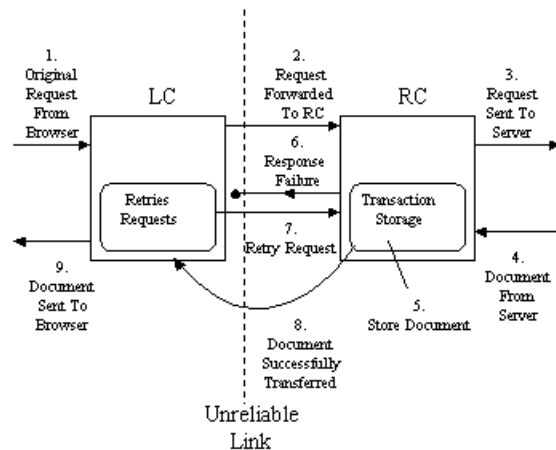 1.
Original
Request
From
Browser
LC
2.
Request
Forwarded
To RC
RC
3.
Request
Sent To
Server
6.
Response
Failure
Retries
Requests
Transaction
Storage
7.
Retry Request
9.
Document
Sent To
Browser
4.
Document
From
Server
5.
Store Document
8.
Document
Successfully
Transferred
Unreliable
Link